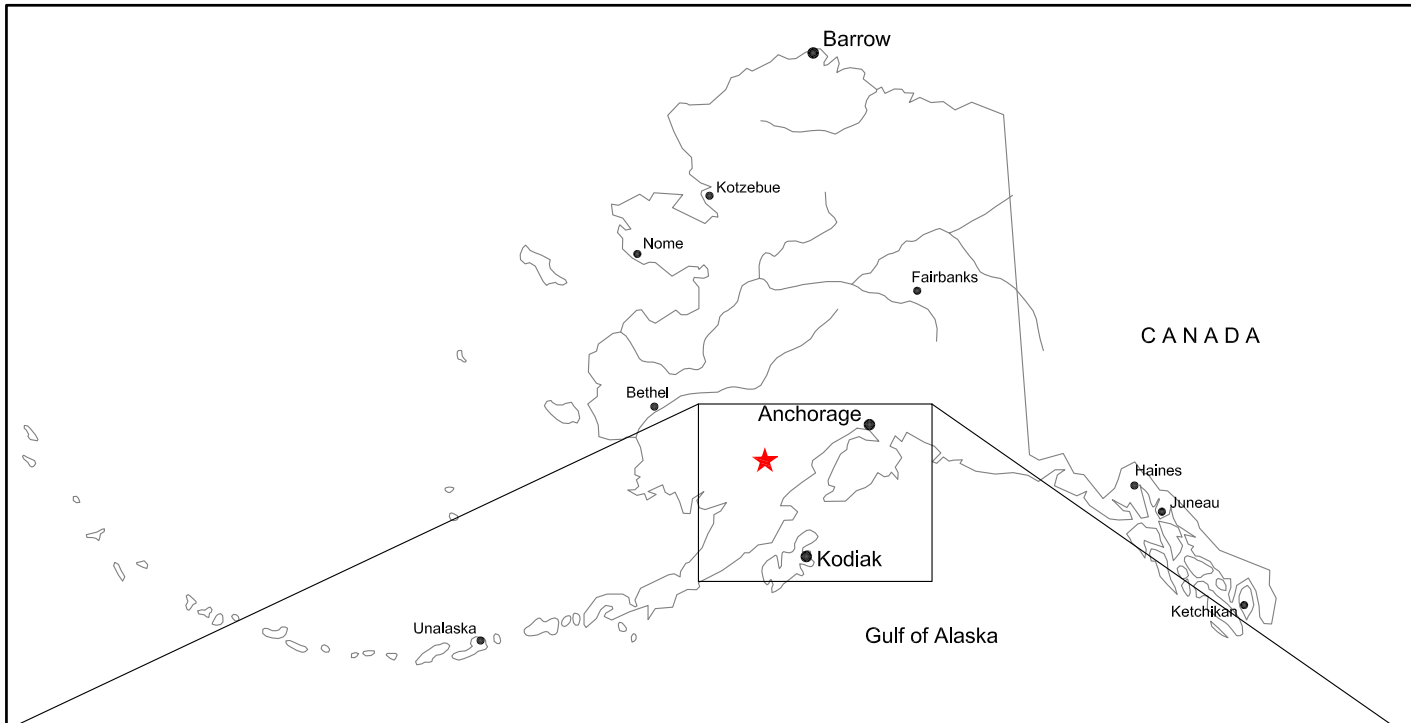 Barrow
Kotzebue
Nome
Fairbanks
CANADA
Bethel
Anchorage
Haines
Juneau
Kodiak
Ketchikan
Unalaska
Gulf of Alaska